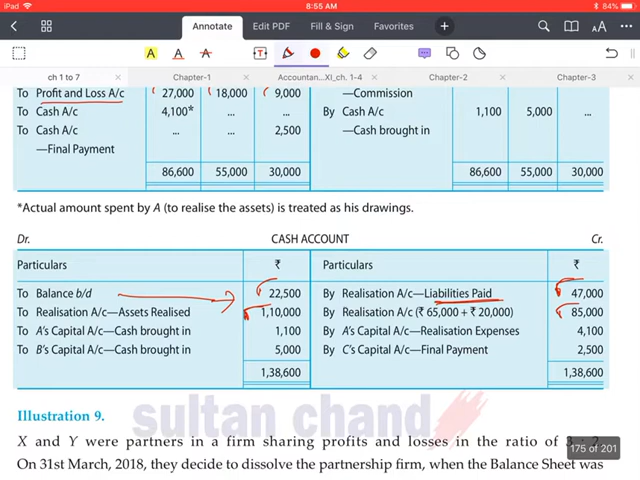 iPad
8:55 AM
84%
Annotate Edit PDF Fill & Sign Favorites
ch 1 to 7 Chapter-1 Accountan...XI_ch. 1-4 Chapter-2 Chapter-3
To Profit and Loss A/c 27,000 18,000 9,000 —Commission
To Cash A/c 4,100* ... ... By Cash A/c 1,100 5,000 ...
To Cash A/c ... ... 2,500 —Cash brought in
—Final Payment
86,600 55,000 30,000 86,600 55,000 30,000
*Actual amount spent by A (to realise the assets) is treated as his drawings.
Dr. CASH ACCOUNT Cr.
Particulars ₹ Particulars ₹
To Balance b/d 22,500 By Realisation A/c—Liabilities Paid 47,000
To Realisation A/c—Assets Realised 1,10,000 By Realisation A/c (₹ 65,000 + ₹ 20,000) 85,000
To A's Capital A/c—Cash brought in 1,100 By A's Capital A/c—Realisation Expenses 4,100
To B's Capital A/c—Cash brought in 5,000 By C's Capital A/c—Final Payment 2,500
1,38,600 1,38,600
sultan chand
Illustration 9.
X and Y were partners in a firm sharing profits and losses in the ratio of 3 : 2.
175 of 201
On 31st March, 2018, they decide to dissolve the partnership firm, when the Balance Sheet was